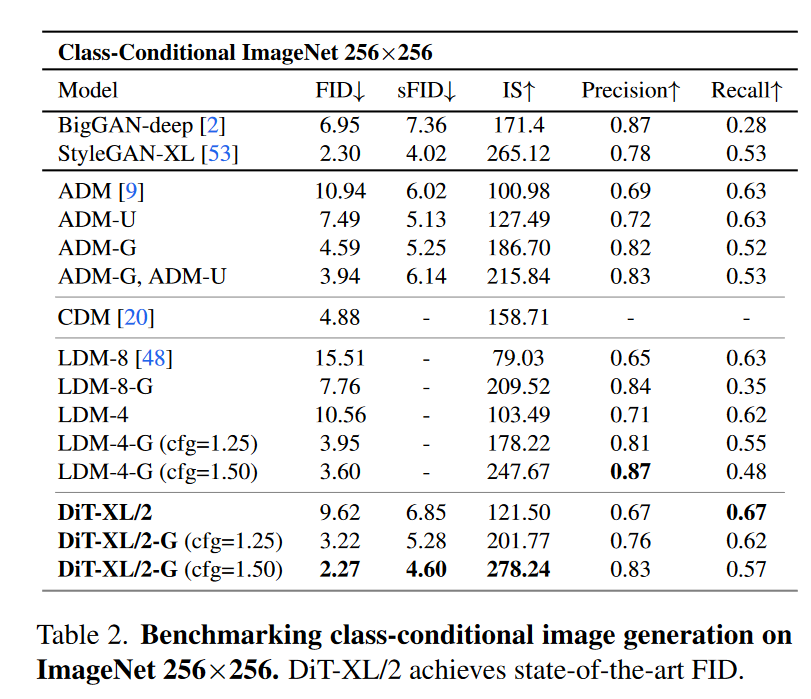 Class-Conditional ImageNet 256×256
Model FID↓ sFID↓ IS↑ Precision↑ Recall↑
BigGAN-deep [2] 6.95 7.36 171.4 0.87 0.28
StyleGAN-XL [53] 2.30 4.02 265.12 0.78 0.53
ADM [9] 10.94 6.02 100.98 0.69 0.63
ADM-U 7.49 5.13 127.49 0.72 0.63
ADM-G 4.59 5.25 186.70 0.82 0.52
ADM-G, ADM-U 3.94 6.14 215.84 0.83 0.53
CDM [20] 4.88 - 158.71 - -
LDM-8 [48] 15.51 - 79.03 0.65 0.63
LDM-8-G 7.76 - 209.52 0.84 0.35
LDM-4 10.56 - 103.49 0.71 0.62
LDM-4-G (cfg=1.25) 3.95 - 178.22 0.81 0.55
LDM-4-G (cfg=1.50) 3.60 - 247.67 0.87 0.48
DiT-XL/2 9.62 6.85 121.50 0.67 0.67
DiT-XL/2-G (cfg=1.25) 3.22 5.28 201.77 0.76 0.62
DiT-XL/2-G (cfg=1.50) 2.27 4.60 278.24 0.83 0.57
Table 2. Benchmarking class-conditional image generation on
ImageNet 256×256. DiT-XL/2 achieves state-of-the-art FID.